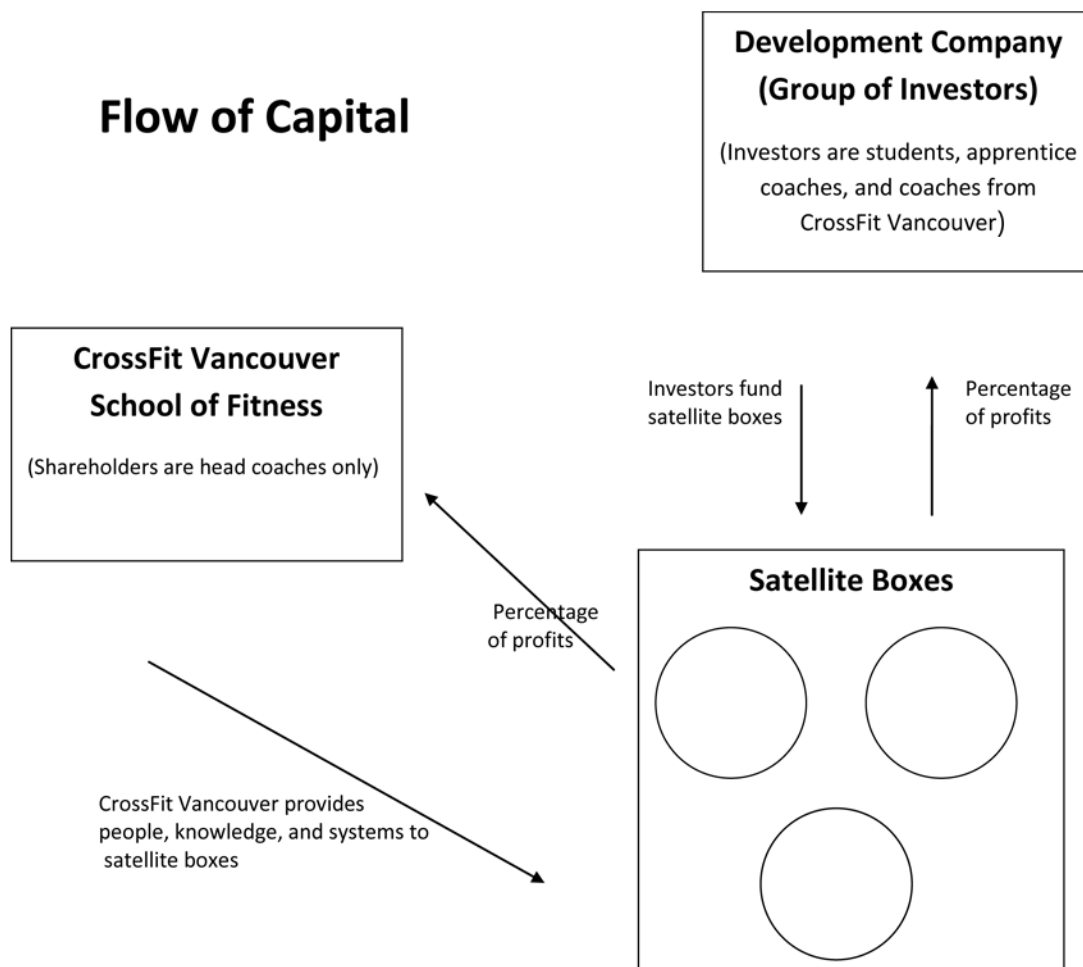 Flow of Capital
Development Company
(Group of Investors)
(Investors are students, apprentice
coaches, and coaches from
CrossFit Vancouver)
CrossFit Vancouver
School of Fitness
(Shareholders are head coaches only)
Investors fund
satellite boxes
Percentage
of profits
Percentage
of profits
Satellite Boxes
CrossFit Vancouver provides
people, knowledge, and systems to
satellite boxes